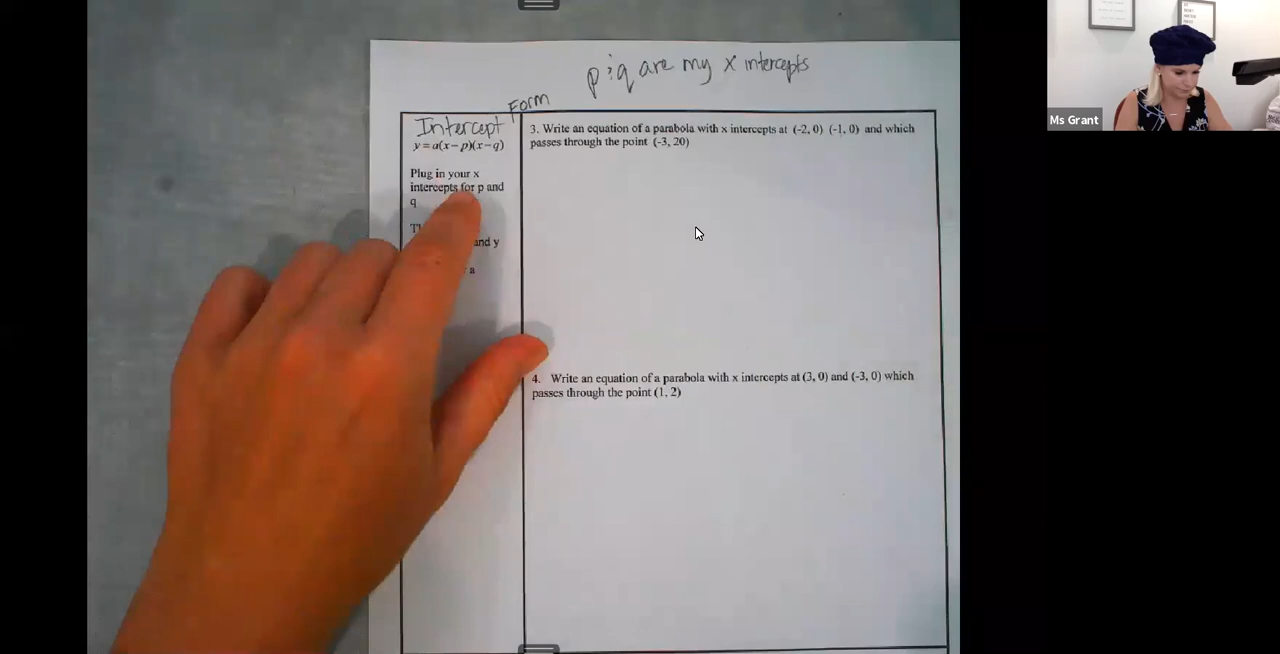 p & q are my x intercepts
Form
Intercept
y = a(x − p)(x − q)
Plug in your x
intercepts for p and
q
and y
a
3. Write an equation of a parabola with x intercepts at (-2, 0) (-1, 0) and which
passes through the point (-3, 20)
4. Write an equation of a parabola with x intercepts at (3, 0) and (-3, 0) which
passes through the point (1, 2)
Ms Grant